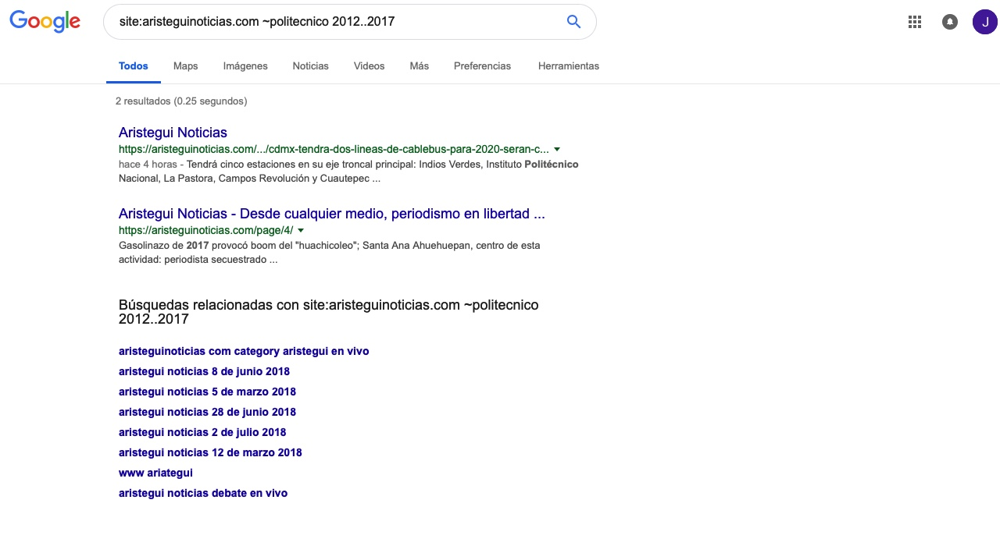 Google
site:aristeguinoticias.com ~politecnico 2012..2017
J
Todos Maps Imágenes Noticias Videos Más Preferencias Herramientas
2 resultados (0.25 segundos)
Aristegui Noticias
https://aristeguinoticias.com/.../cdmx-tendra-dos-lineas-de-cablebus-para-2020-seran-c...
hace 4 horas - Tendrá cinco estaciones en su eje troncal principal: Indios Verdes, Instituto Politécnico
Nacional, La Pastora, Campos Revolución y Cuautepec ...
Aristegui Noticias - Desde cualquier medio, periodismo en libertad ...
https://aristeguinoticias.com/page/4/
Gasolinazo de 2017 provocó boom del "huachicoleo"; Santa Ana Ahuehuepan, centro de esta
actividad: periodista secuestrado ...
Búsquedas relacionadas con site:aristeguinoticias.com ~politecnico
2012..2017
aristeguinoticias com category aristegui en vivo
aristegui noticias 8 de junio 2018
aristegui noticias 5 de marzo 2018
aristegui noticias 28 de junio 2018
aristegui noticias 2 de julio 2018
aristegui noticias 12 de marzo 2018
www ariategui
aristegui noticias debate en vivo